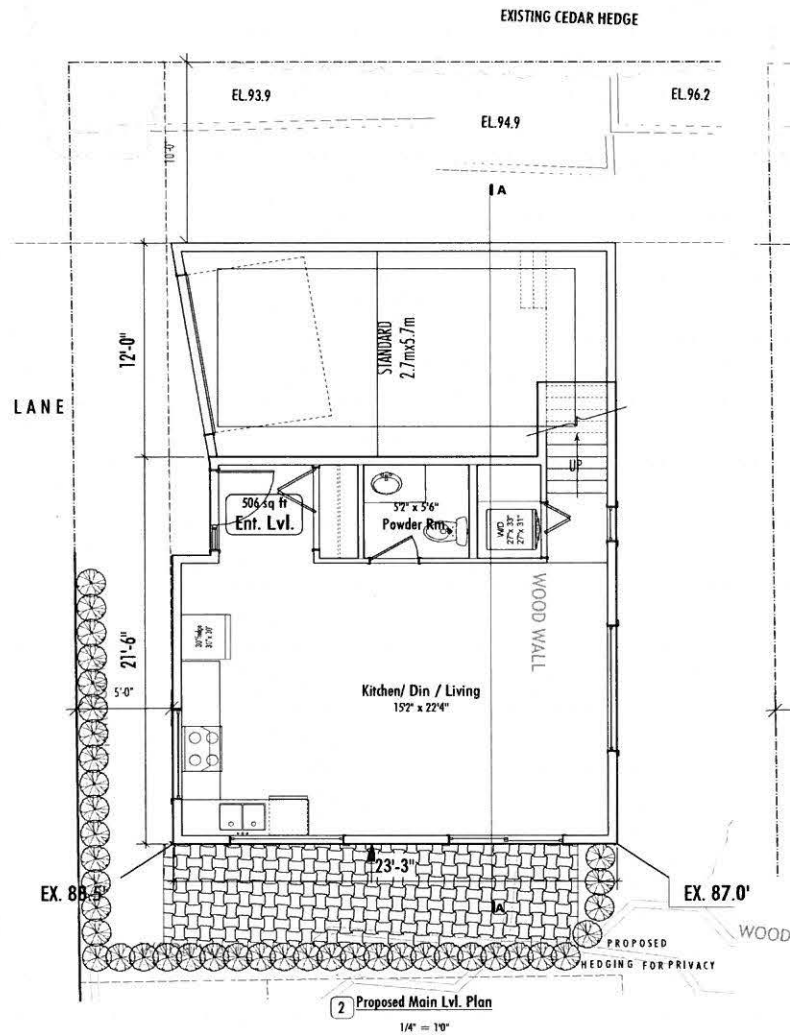 EXISTING CEDAR HEDGE
EL.93.9
EL.94.9
EL.96.2
10'-0"
A
12'-0"
STANDARD
2.7mx5.7m
LANE
UP
506 sq ft
Ent. Lvl.
5'2" x 5'6"
Powder Rm.
W/D
27"x 33"
27"x 31"
WOOD WALL
21'-6"
5'-0"
Kitchen/ Din / Living
15'2" x 22'4"
23'-3"
EX. 88.5'
EX. 87.0'
A
WOOD
PROPOSED
HEDGING FOR PRIVACY
2 Proposed Main Lvl. Plan
1/4" = 1'0"